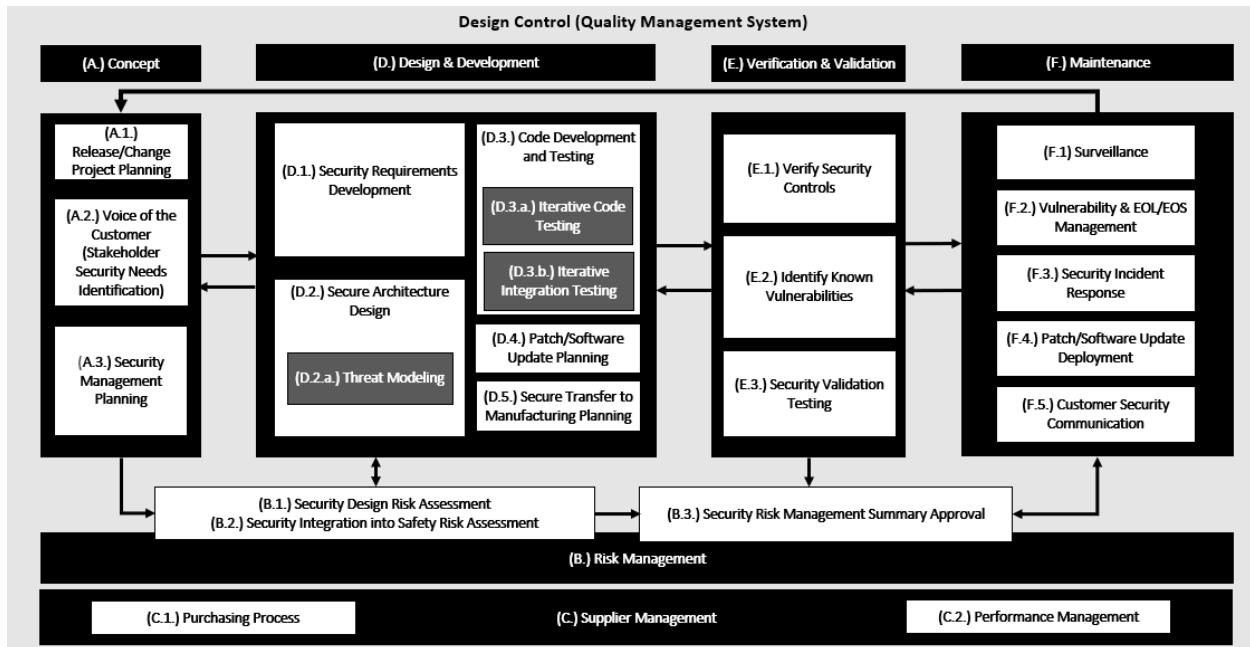 Design Control (Quality Management System)
(A.) Concept
(D.) Design & Development
(E.) Verification & Validation
(F.) Maintenance
(A.1.)
Release/Change
Project Planning
(A.2.) Voice of the
Customer
(Stakeholder
Security Needs
Identification)
(A.3.) Security
Management
Planning
(D.1.) Security Requirements
Development
(D.2.) Secure Architecture
Design
(D.2.a.) Threat Modeling
(D.3.) Code Development
and Testing
(D.3.a.) Iterative Code
Testing
(D.3.b.) Iterative
Integration Testing
(D.4.) Patch/Software
Update Planning
(D.5.) Secure Transfer to
Manufacturing Planning
(E.1.) Verify Security
Controls
(E.2.) Identify Known
Vulnerabilities
(E.3.) Security Validation
Testing
(F.1) Surveillance
(F.2.) Vulnerability & EOL/EOS
Management
(F.3.) Security Incident
Response
(F.4.) Patch/Software Update
Deployment
(F.5.) Customer Security
Communication
(B.1.) Security Design Risk Assessment
(B.2.) Security Integration into Safety Risk Assessment
(B.3.) Security Risk Management Summary Approval
(B.) Risk Management
(C.1.) Purchasing Process
(C.) Supplier Management
(C.2.) Performance Management